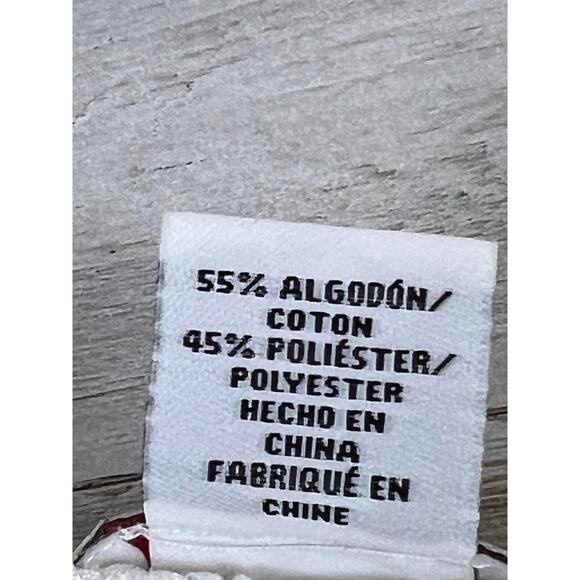 55% ALGODÓN/
COTON
45% POLIÉSTER/
POLYESTER
HECHO EN
CHINA
FABRIQUÉ EN
CHINE